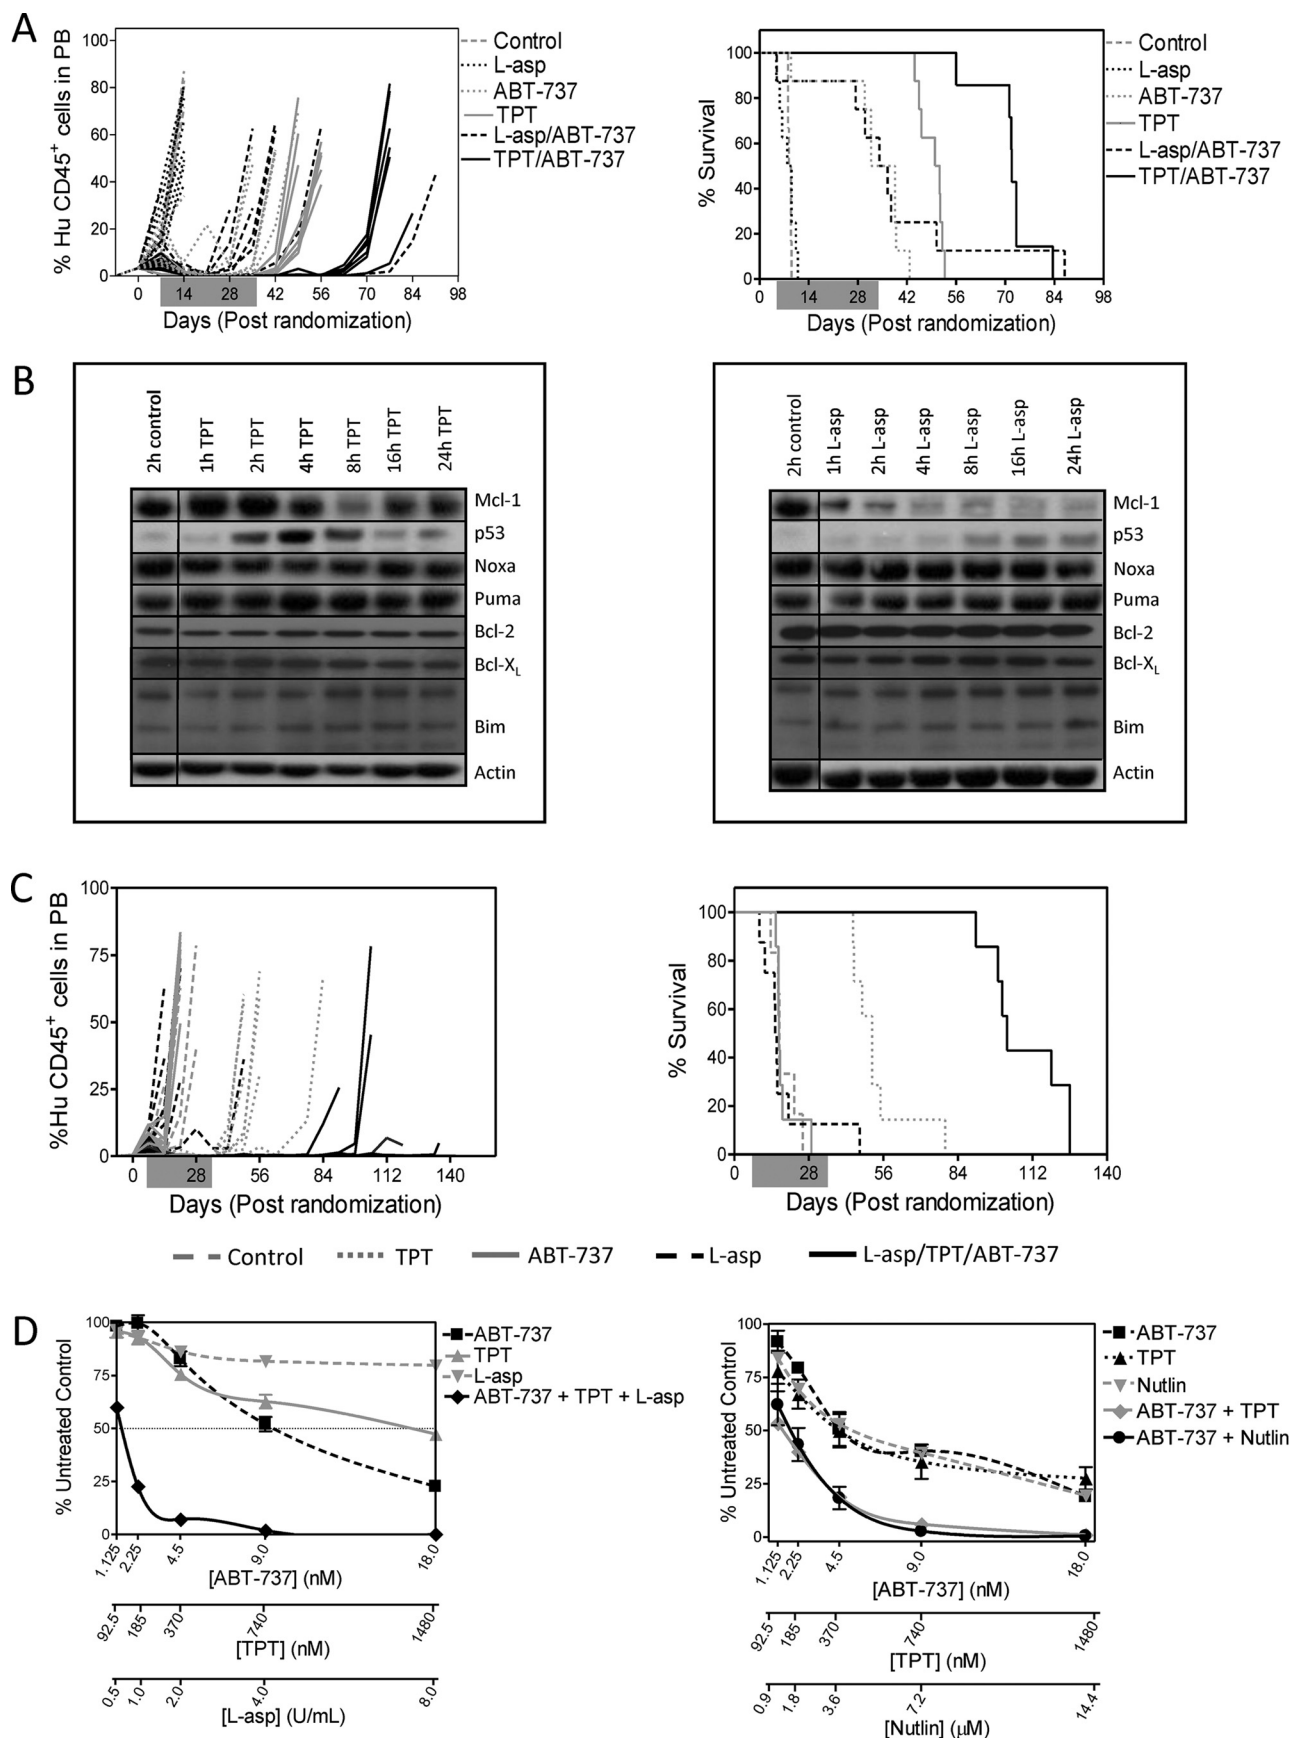 A
% Hu CD45+ cells in PB
100
80
60
40
20
0
0 14 28 42 56 70 84 98
Days (Post randomization)
Control
L-asp
ABT-737
TPT
L-asp/ABT-737
TPT/ABT-737
% Survival
100
80
60
40
20
0
0 14 28 42 56 70 84 98
Days (Post randomization)
Control
L-asp
ABT-737
TPT
L-asp/ABT-737
TPT/ABT-737
B
2h control 1h TPT 2h TPT 4h TPT 8h TPT 16h TPT 24h TPT
Mcl-1
p53
Noxa
Puma
Bcl-2
Bcl-XL
Bim
Actin
2h control 1h L-asp 2h L-asp 4h L-asp 8h L-asp 16h L-asp 24h L-asp
Mcl-1
p53
Noxa
Puma
Bcl-2
Bcl-XL
Bim
Actin
C
%Hu CD45+ cells in PB
100
75
50
25
0
0 28 56 84 112 140
Days (Post randomization)
% Survival
100
80
60
40
20
0
0 28 56 84 112 140
Days (Post randomization)
Control TPT ABT-737 L-asp L-asp/TPT/ABT-737
D
% Untreated Control
100
75
50
25
0
1.125 2.25 4.5 9.0 18.0
[ABT-737] (nM)
92.5 185 370 740 1480
[TPT] (nM)
0.5 1.0 2.0 4.0 8.0
[L-asp] (U/mL)
ABT-737
TPT
L-asp
ABT-737 + TPT + L-asp
% Untreated Control
100
75
50
25
0
1.125 2.25 4.5 9.0 18.0
[ABT-737] (nM)
92.5 185 370 740 1480
[TPT] (nM)
0.9 1.8 3.6 7.2 14.4
[Nutlin] (μM)
ABT-737
TPT
Nutlin
ABT-737 + TPT
ABT-737 + Nutlin